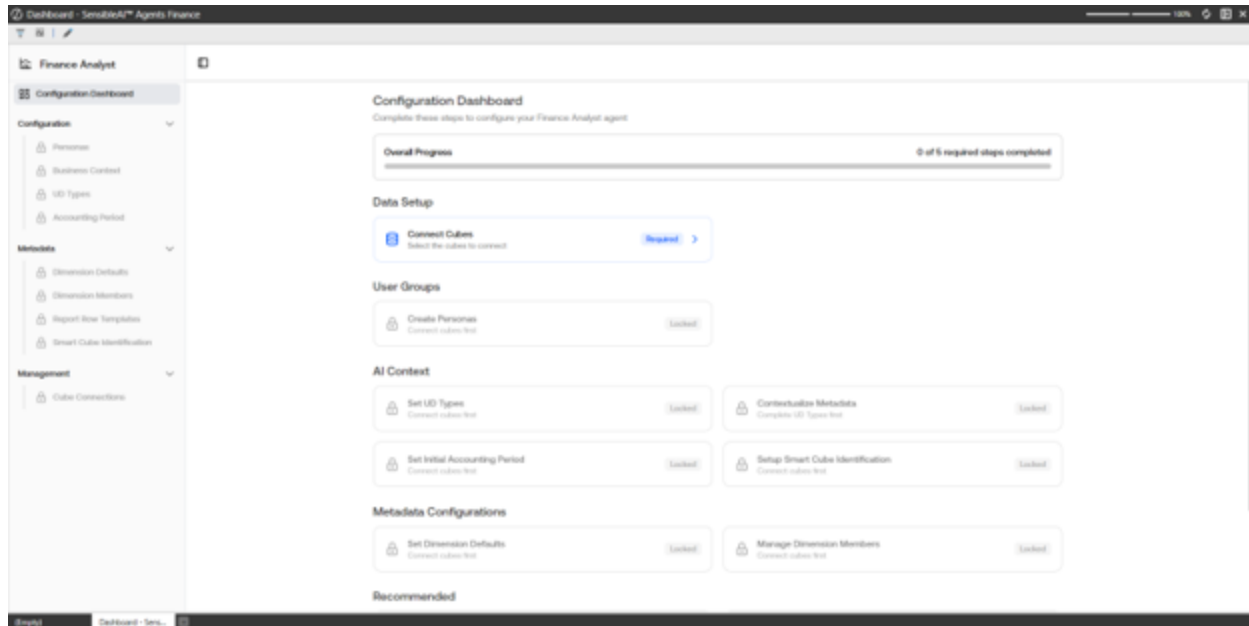 Dashboard - SensibleAI™ Agents Finance
100%
Finance Analyst
Configuration Dashboard
Configuration
Personas
Business Context
UD Types
Accounting Period
Metadata
Dimension Defaults
Dimension Members
Report Row Templates
Smart Cube Identification
Management
Cube Connections
Configuration Dashboard
Complete these steps to configure your Finance Analyst agent
Overall Progress
0 of 5 required steps completed
Data Setup
Connect Cubes
Required
Select the cubes to connect
User Groups
Create Personas
Locked
Connect cubes first
AI Context
Set UD Types
Locked
Connect cubes first
Contextualize Metadata
Locked
Complete UD Types first
Set Initial Accounting Period
Locked
Connect cubes first
Setup Smart Cube Identification
Locked
Connect cubes first
Metadata Configurations
Set Dimension Defaults
Locked
Connect cubes first
Manage Dimension Members
Locked
Connect cubes first
Recommended
(Empty)
Dashboard - Sens...